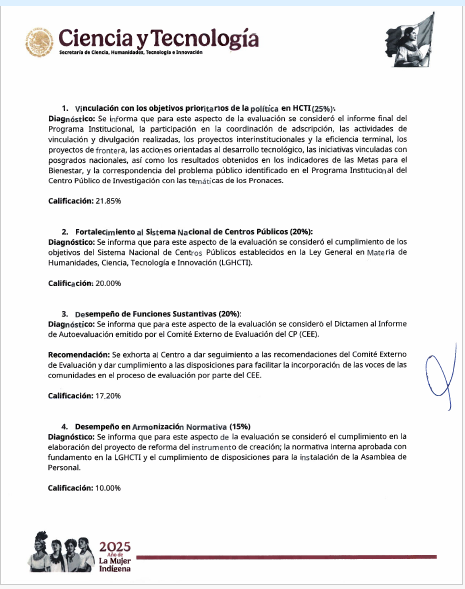 Ciencia y Tecnología
Secretaría de Ciencia, Humanidades, Tecnología e Innovación
1. Vinculación con los objetivos prioritarios de la política en HCTI (25%):
Diagnóstico: Se informa que para este aspecto de la evaluación se consideró el informe final del
Programa Institucional, la participación en la coordinación de adscripción, las actividades de
vinculación y divulgación realizadas, los proyectos interinstitucionales y la eficiencia terminal, los
proyectos de frontera, las acciones orientadas al desarrollo tecnológico, las iniciativas vinculadas con
posgrados nacionales, así como los resultados obtenidos en los indicadores de las Metas para el
Bienestar, y la correspondencia del problema público identificado en el Programa Institucional del
Centro Público de Investigación con las temáticas de los Pronaces.
Calificación: 21.85%
2. Fortalecimiento al Sistema Nacional de Centros Públicos (20%):
Diagnóstico: Se informa que para este aspecto de la evaluación se consideró el cumplimiento de los
objetivos del Sistema Nacional de Centros Públicos establecidos en la Ley General en Materia de
Humanidades, Ciencia, Tecnología e Innovación (LGHCTI).
Calificación: 20.00%
3. Desempeño de Funciones Sustantivas (20%):
Diagnóstico: Se informa que para este aspecto de la evaluación se consideró el Dictamen al Informe
de Autoevaluación emitido por el Comité Externo de Evaluación del CP (CEE).
Recomendación: Se exhorta al Centro a dar seguimiento a las recomendaciones del Comité Externo
de Evaluación y dar cumplimiento a las disposiciones para facilitar la incorporación de las voces de las
comunidades en el proceso de evaluación por parte del CEE.
Calificación: 17.20%
4. Desempeño en Armonización Normativa (15%)
Diagnóstico: Se informa que para este aspecto de la evaluación se consideró el cumplimiento en la
elaboración del proyecto de reforma del instrumento de creación; la normativa interna aprobada con
fundamento en la LGHCTI y el cumplimiento de disposiciones para la instalación de la Asamblea de
Personal.
Calificación: 10.00%
2025
Año de
La Mujer
Indígena